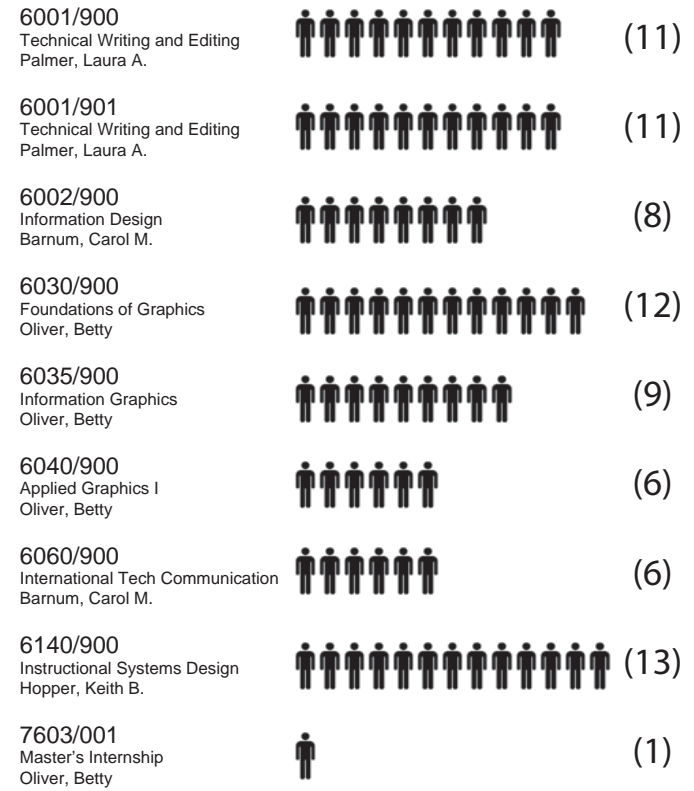 6001/900
Technical Writing and Editing
Palmer, Laura A.
(11)
6001/901
Technical Writing and Editing
Palmer, Laura A.
(11)
6002/900
Information Design
Barnum, Carol M.
(8)
6030/900
Foundations of Graphics
Oliver, Betty
(12)
6035/900
Information Graphics
Oliver, Betty
(9)
6040/900
Applied Graphics I
Oliver, Betty
(6)
6060/900
International Tech Communication
Barnum, Carol M.
(6)
6140/900
Instructional Systems Design
Hopper, Keith B.
(13)
7603/001
Master's Internship
Oliver, Betty
(1)